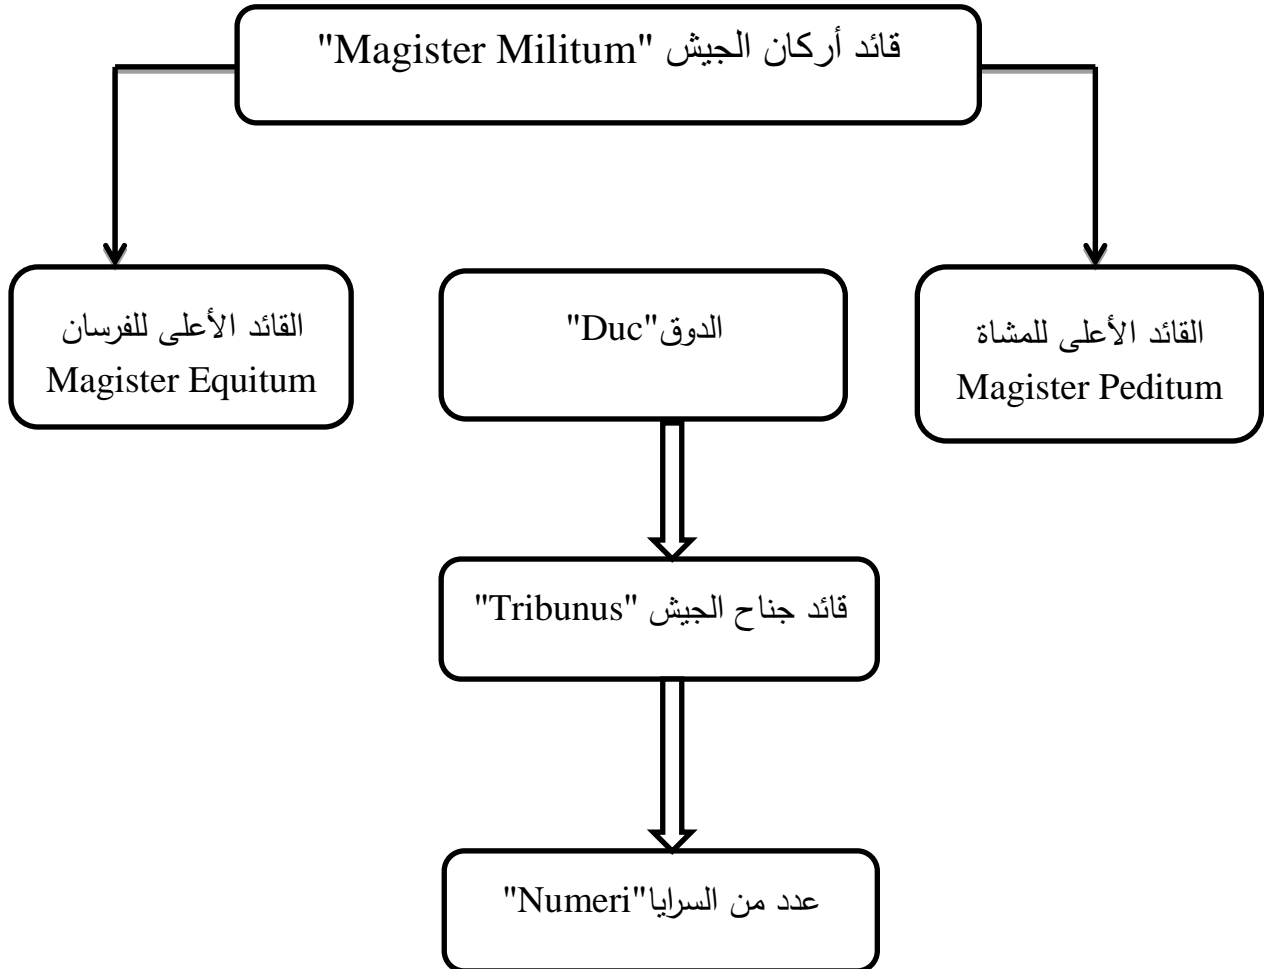 قائد أركان الجيش "Magister Militum"
القائد الأعلى للمشاة
Magister Peditum
الدوق"Duc"
القائد الأعلى للفرسان
Magister Equitum
قائد جناح الجيش "Tribunus"
عدد من السرايا"Numeri"